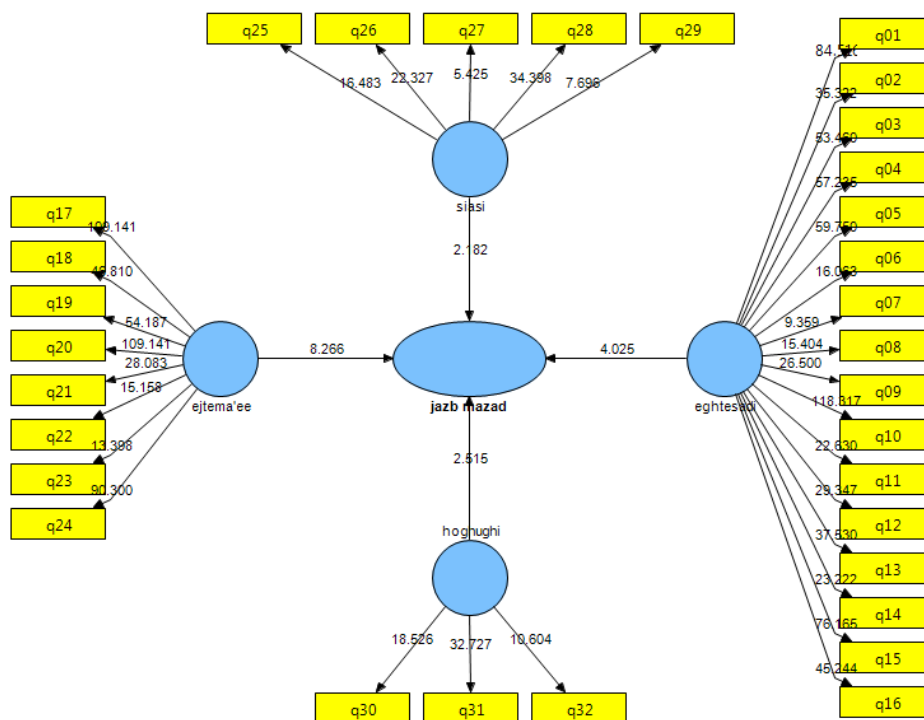 q25
q26
q27
q28
q29
16.483
22.327
5.425
34.398
7.696
siasi
2.182
q17
q18
q19
q20
q21
q22
q23
q24
109.141
54.187
109.141
28.083
15.158
13.398
90.300
ejtema'ee
8.266
jazb mazad
4.025
eghtesadi
2.515
hoghughi
18.526
32.727
10.604
q30
q31
q32
q01
q02
q03
q04
q05
q06
q07
q08
q09
q10
q11
q12
q13
q14
q15
q16
53.460
57.235
59.750
9.359
15.404
26.500
118.317
22.630
29.347
37.530
23.222
76.165
45.244